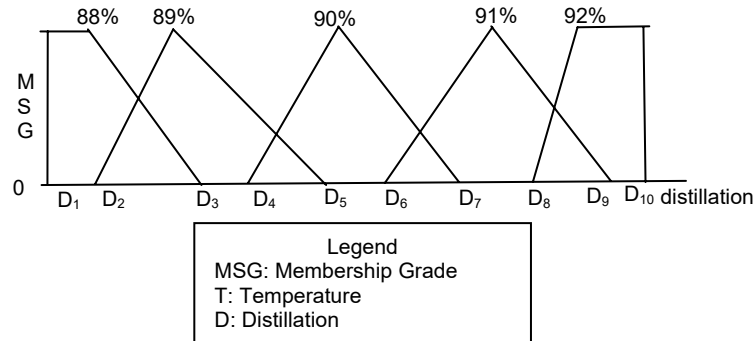 88% 89% 90% 91% 92%
M
S
G
0
D₁ D₂ D₃ D₄ D₅ D₆ D₇ D₈ D₉ D₁₀ distillation
Legend
MSG: Membership Grade
T: Temperature
D: Distillation